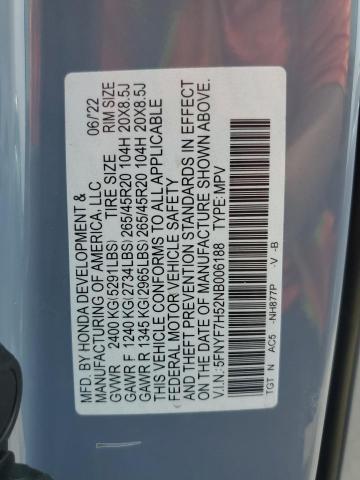 MFD. BY HONDA DEVELOPMENT & 06/'22
MANUFACTURING OF AMERICA, LLC
TIRE SIZE RIM SIZE
GVWR 2400 KG(5291LBS)
GAWR F 1240 KG(2734LBS) 265/45R20 104H 20X8.5J
GAWR R 1345 KG(2965LBS) 265/45R20 104H 20X8.5J
THIS VEHICLE CONFORMS TO ALL APPLICABLE
FEDERAL MOTOR VEHICLE SAFETY
AND THEFT PREVENTION STANDARDS IN EFFECT
ON THE DATE OF MANUFACTURE SHOWN ABOVE.
V.I.N.: 5FNYF7H52NB006188 TYPE: MPV
TGT N AC5 -NH877P -V -B